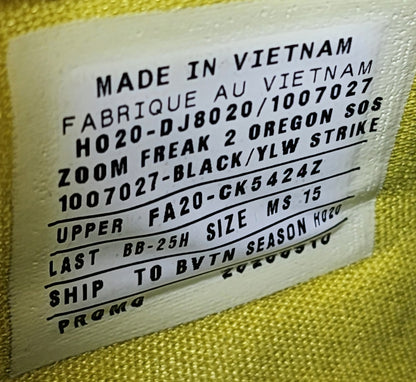 MADE IN VIETNAM
FABRIQUE AU VIETNAM
HO20-DJ8020/1007027
ZOOM FREAK 2 OREGON SOS
1007027-BLACK/YLW STRIKE
UPPER FA20-CK5424Z
LAST BB-25H SIZE MS 15
SHIP TO BVTN SEASON HO20
PROMO